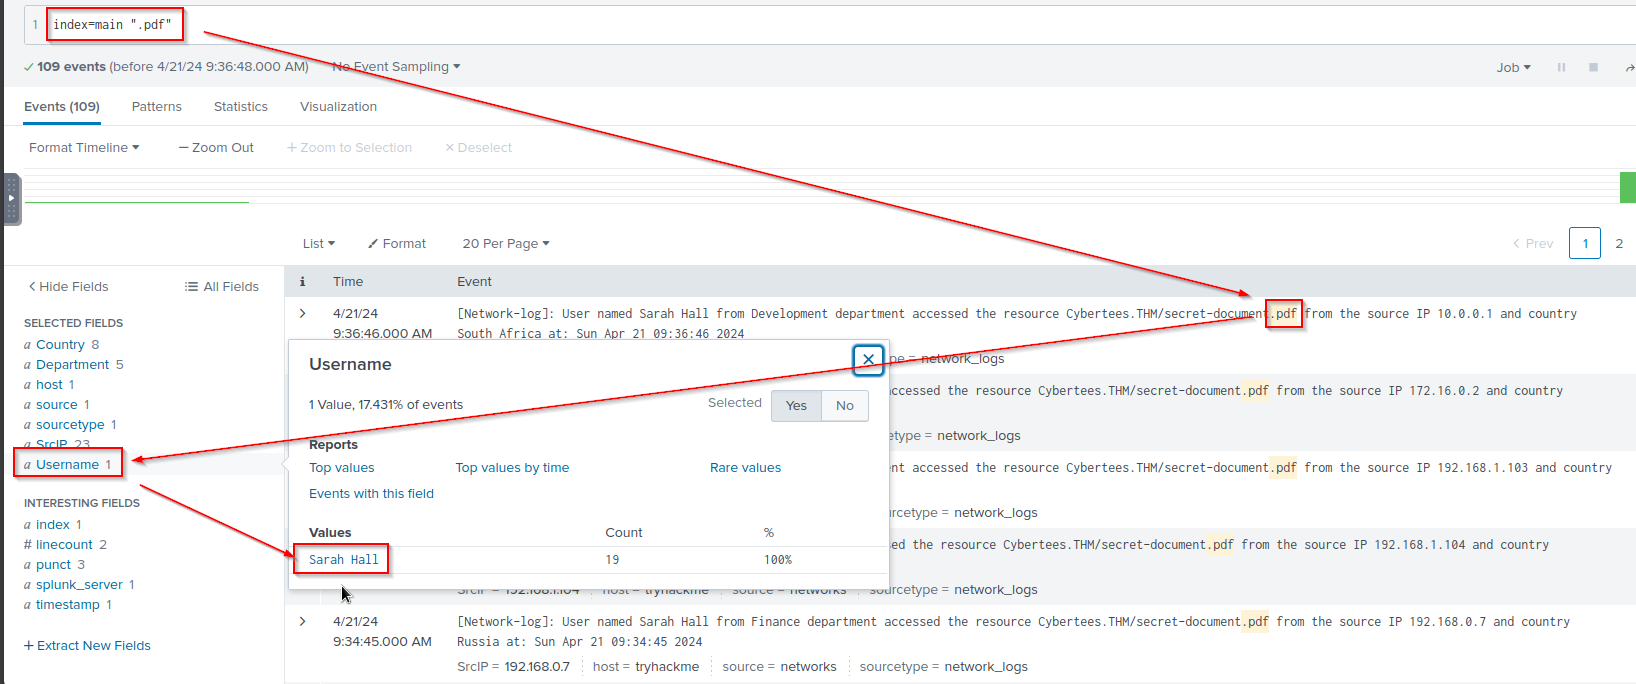 1 index=main ".pdf"
✓ 109 events (before 4/21/24 9:36:48.000 AM) No Event Sampling ▾ Job ▾
Events (109) Patterns Statistics Visualization
Format Timeline ▾ — Zoom Out + Zoom to Selection × Deselect
List ▾ Format 20 Per Page ▾ < Prev 1 2
< Hide Fields All Fields
i Time Event
SELECTED FIELDS
a Country 8
a Department 5
a host 1
a source 1
a sourcetype 1
a SrcIP 23
a Username 1
INTERESTING FIELDS
a index 1
# linecount 2
a punct 3
a splunk_server 1
a timestamp 1
+ Extract New Fields
> 4/21/24 [Network-log]: User named Sarah Hall from Development department accessed the resource Cybertees.THM/secret-document.pdf from the source IP 10.0.0.1 and country
9:36:46.000 AM South Africa at: Sun Apr 21 09:36:46 2024
pe = network_logs
accessed the resource Cybertees.THM/secret-document.pdf from the source IP 172.16.0.2 and country
etype = network_logs
nt accessed the resource Cybertees.THM/secret-document.pdf from the source IP 192.168.1.103 and country
rcetype = network_logs
ed the resource Cybertees.THM/secret-document.pdf from the source IP 192.168.1.104 and country
SrcIP = 192.168.1.104 host = tryhackme source = networks sourcetype = network_logs
> 4/21/24 [Network-log]: User named Sarah Hall from Finance department accessed the resource Cybertees.THM/secret-document.pdf from the source IP 192.168.0.7 and country
9:34:45.000 AM Russia at: Sun Apr 21 09:34:45 2024
SrcIP = 192.168.0.7 host = tryhackme source = networks sourcetype = network_logs
Username ×
1 Value, 17.431% of events Selected Yes No
Reports
Top values Top values by time Rare values
Events with this field
Values Count %
Sarah Hall 19 100%